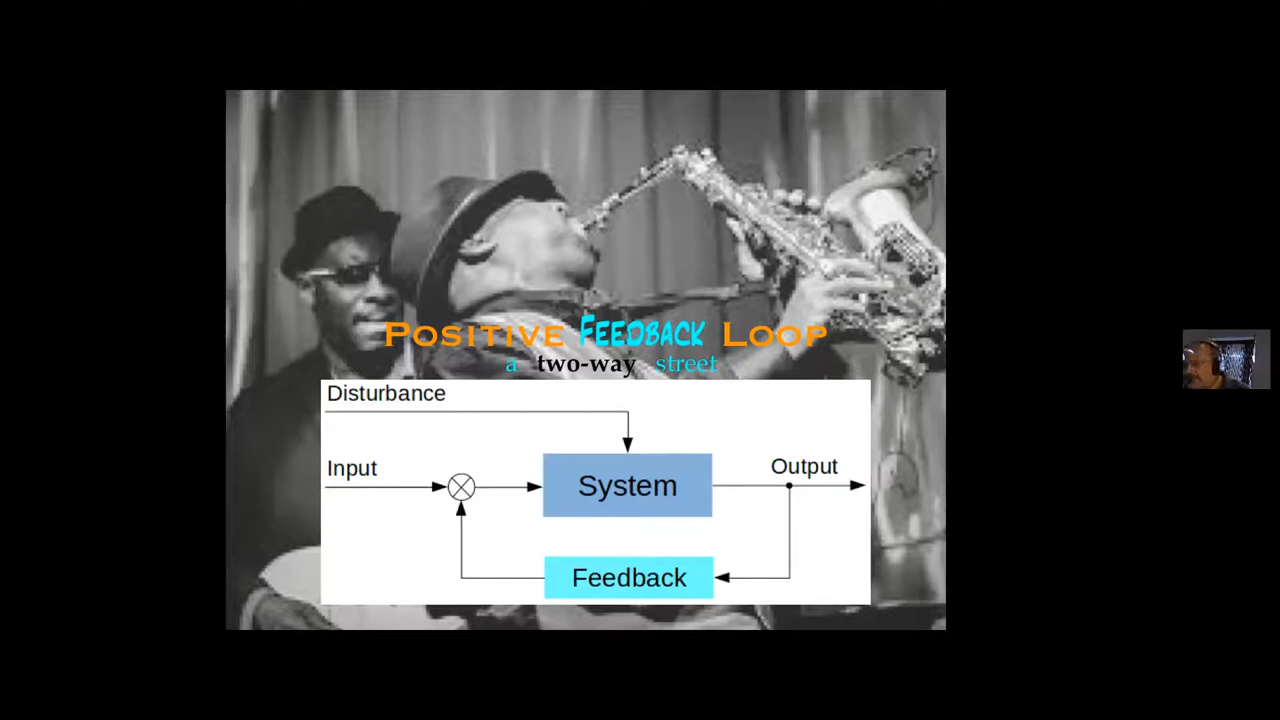 Positive Feedback Loop
a two-way street
Disturbance
Input
System
Output
Feedback